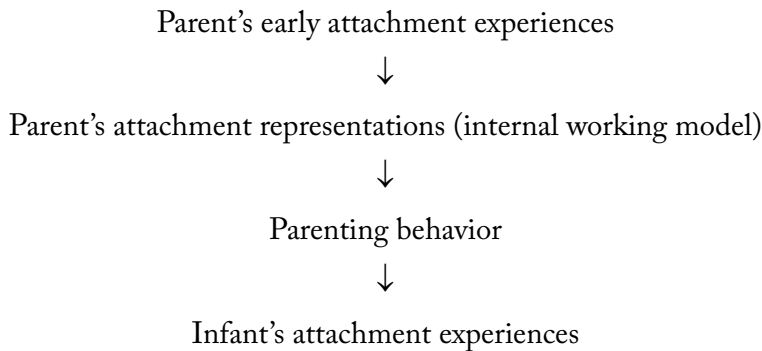 Parent’s early attachment experiences
↓
Parent’s attachment representations (internal working model)
↓
Parenting behavior
↓
Infant’s attachment experiences